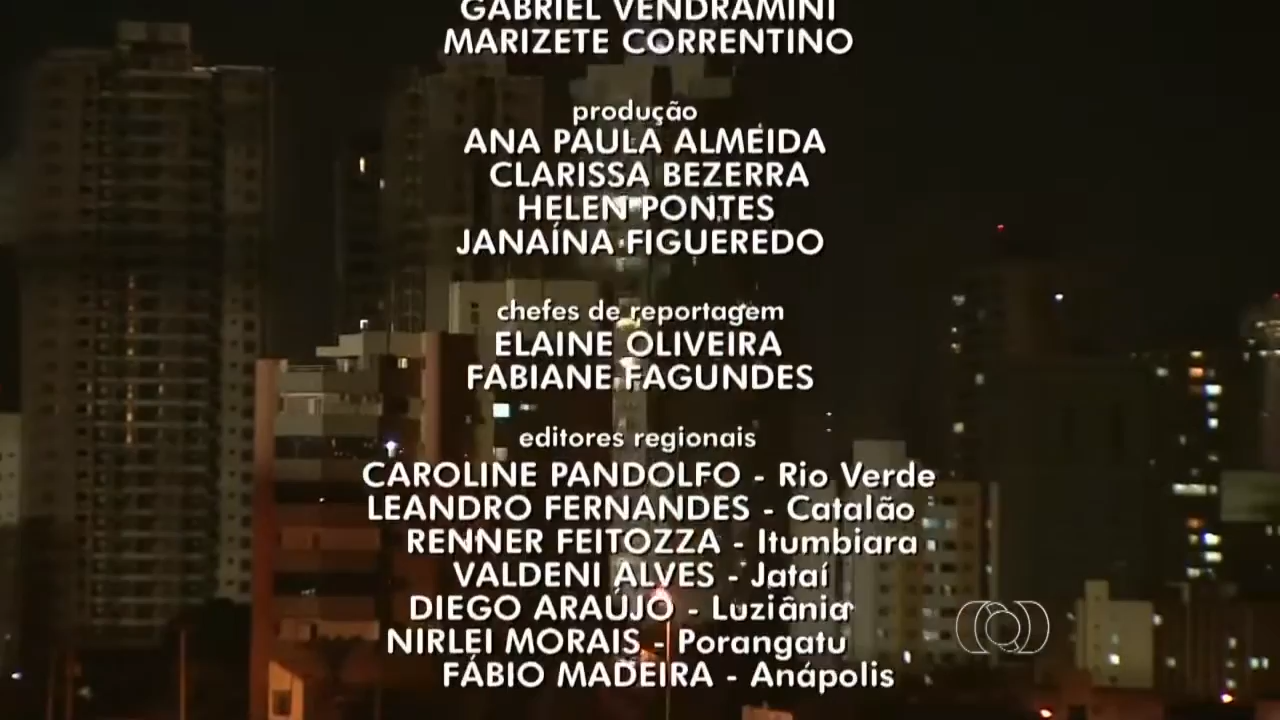 GABRIEL VENDRAMINI
MARIZETE CORRENTINO
produção
ANA PAULA ALMEIDA
CLARISSA BEZERRA
HELEN PONTES
JANAÍNA FIGUEREDO
chefes de reportagem
ELAINE OLIVEIRA
FABIANE FAGUNDES
editores regionais
CAROLINE PANDOLFO - Rio Verde
LEANDRO FERNANDES - Catalão
RENNER FEITOZZA - Itumbiara
VALDENI ALVES - Jataí
DIEGO ARAÚJO - Luziânia
NIRLEI MORAIS - Porangatu
FÁBIO MADEIRA - Anápolis